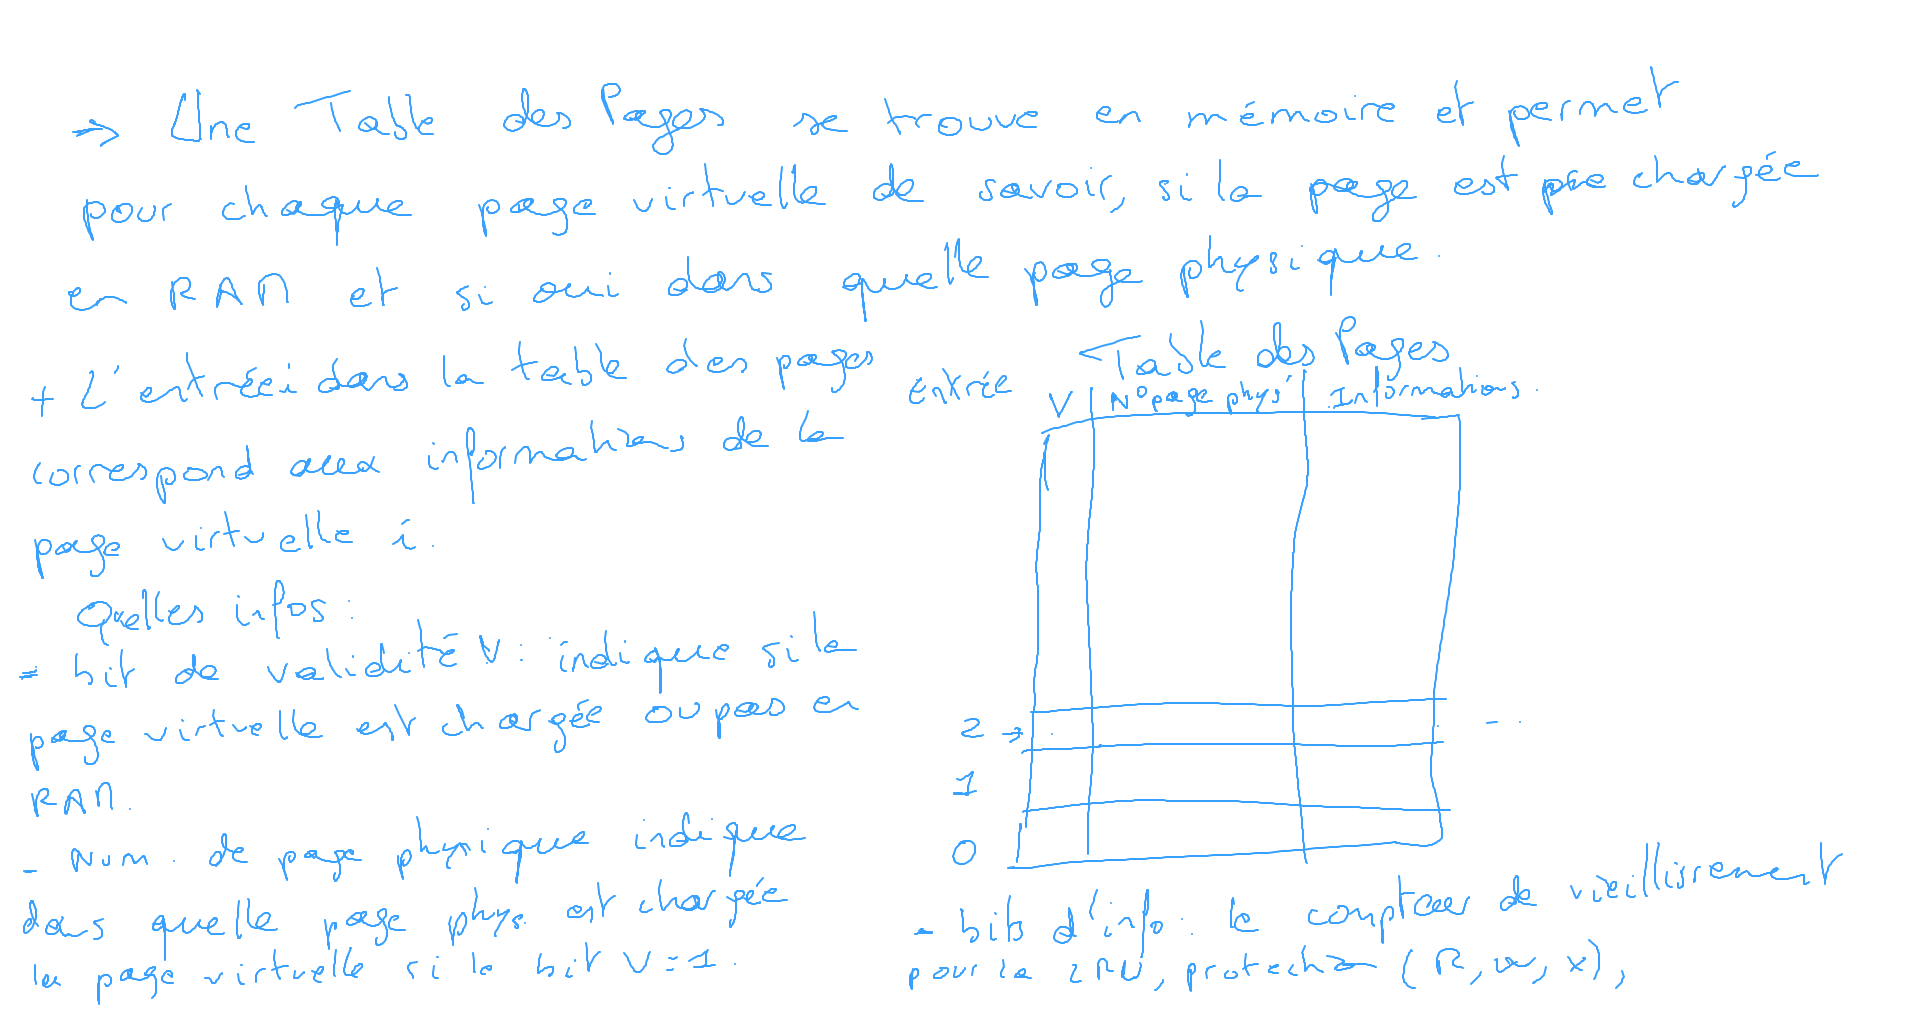 → Une Table des Pages se trouve en mémoire et permet
pour chaque page virtuelle de savoir, si la page est chargée
en RAM et si oui dans quelle page physique.
+ L'entrée i dans la table des pages
correspond aux informations de la
page virtuelle i.
Quelles infos :
- bit de validité V : indique si la
page virtuelle est chargée ou pas en
RAM.
- Num. de page physique indique
dans quelle page phys. est chargée
la page virtuelle si le bit V=1.
Table des Pages
Entrée V N° page phys Informations.
2 → . - ..
1
0
- bits d'info : le compteur de vieillissement
pour la LRU, protection (R, w, x),